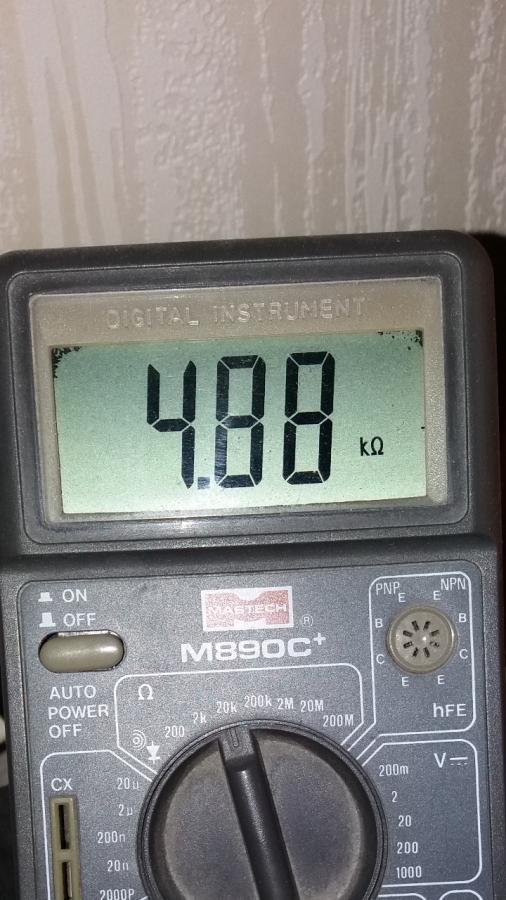 DIGITAL INSTRUMENT
4.88 kΩ
ON
OFF
MASTECH ®
M890C+
AUTO
POWER
OFF
PNP NPN
E E
B B
C C
E E
hFE
Ω
200 2k 20k 200k 2M 20M 200M
V
200m
2
20
200
1000
CX
20µ
2µ
200n
20n
2000P